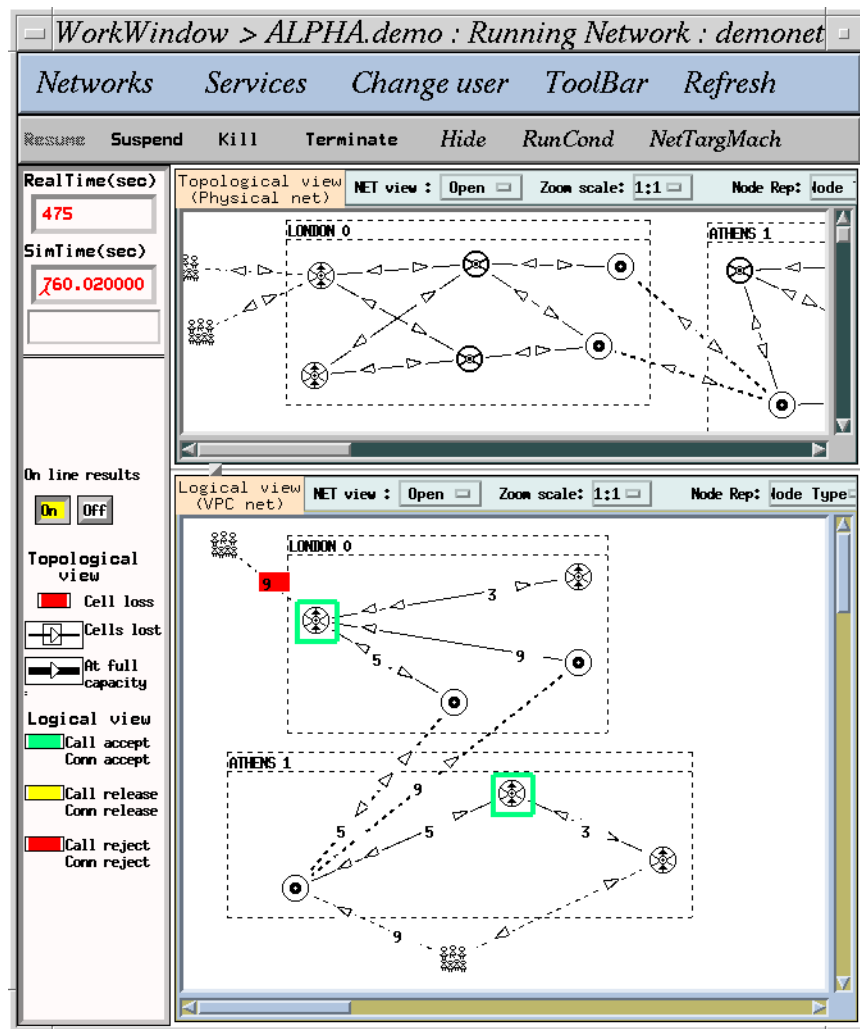 WorkWindow > ALPHA.demo : Running Network : demonet
Networks Services Change user ToolBar Refresh
Resume Suspend Kill Terminate Hide RunCond NetTargMach
RealTime(sec)
475
SimTime(sec)
760.020000
On line results
On Off
Topological
view
Cell loss
Cells lost
At full
capacity
Logical view
Call accept
Conn accept
Call release
Conn release
Call reject
Conn reject
Topological view
(Physical net)
NET view : Open Zoom scale: 1:1 Node Rep:
LONDON 0
ATHENS 1
Logical view
(VPC net)
NET view : Open Zoom scale: 1:1 Node Rep: Node Type
LONDON 0
9
3
9
5
ATHENS 1
9
5
5
3
9